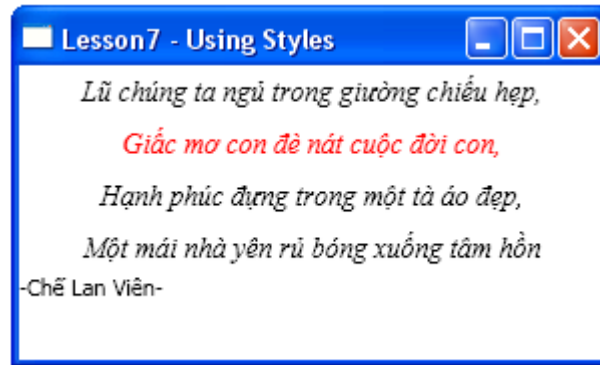 Lesson7 - Using Styles
Lũ chúng ta ngủ trong giường chiếu hẹp,
Giấc mơ con đè nát cuộc đời con,
Hạnh phúc đựng trong một tà áo đẹp,
Một mái nhà yên rủ bóng xuống tâm hồn
-Chế Lan Viên-